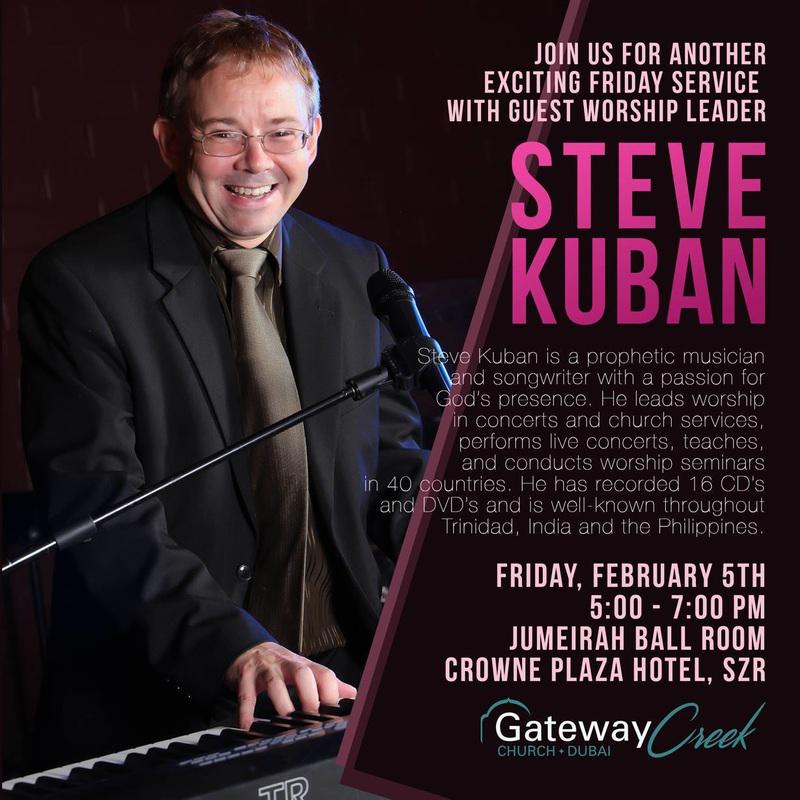 JOIN US FOR ANOTHER
EXCITING FRIDAY SERVICE
WITH GUEST WORSHIP LEADER
STEVE
KUBAN
Steve Kuban is a prophetic musician
and songwriter with a passion for
God's presence. He leads worship
in concerts and church services,
performs live concerts, teaches,
and conducts worship seminars
in 40 countries. He has recorded 16 CD's
and DVD's and is well-known throughout
Trinidad, India and the Philippines.
FRIDAY, FEBRUARY 5TH
5:00 - 7:00 PM
JUMEIRAH BALL ROOM
CROWNE PLAZA HOTEL, SZR
Gateway Creek
CHURCH + DUBAI
TR